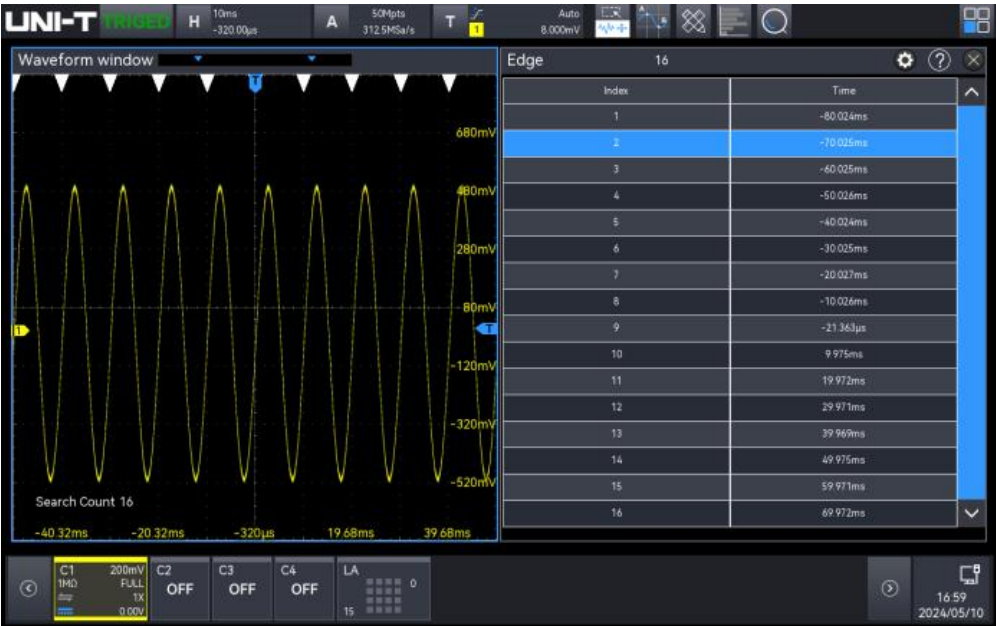 UNI-T TRIGED H 10ms -320.00μs A 50Mpts 312.5MSa/s T 1 Auto 8.000mV
Waveform window
T
680mV
480mV
280mV
80mV
1 T
-120mV
-320mV
-520mV
Search Count 16
-40.32ms -20.32ms -320μs 19.68ms 39.68ms
Edge 16 ?
Index Time
1 -80.024ms
2 -70.025ms
3 -60.025ms
4 -50.026ms
5 -40.024ms
6 -30.025ms
7 -20.027ms
8 -10.026ms
9 -21.363μs
10 9.975ms
11 19.972ms
12 29.971ms
13 39.969ms
14 49.975ms
15 59.971ms
16 69.972ms
C1 200mV
1MΩ FULL
1X
0.00V
C2 OFF
C3 OFF
C4 OFF
LA
0
15
16:59
2024/05/10